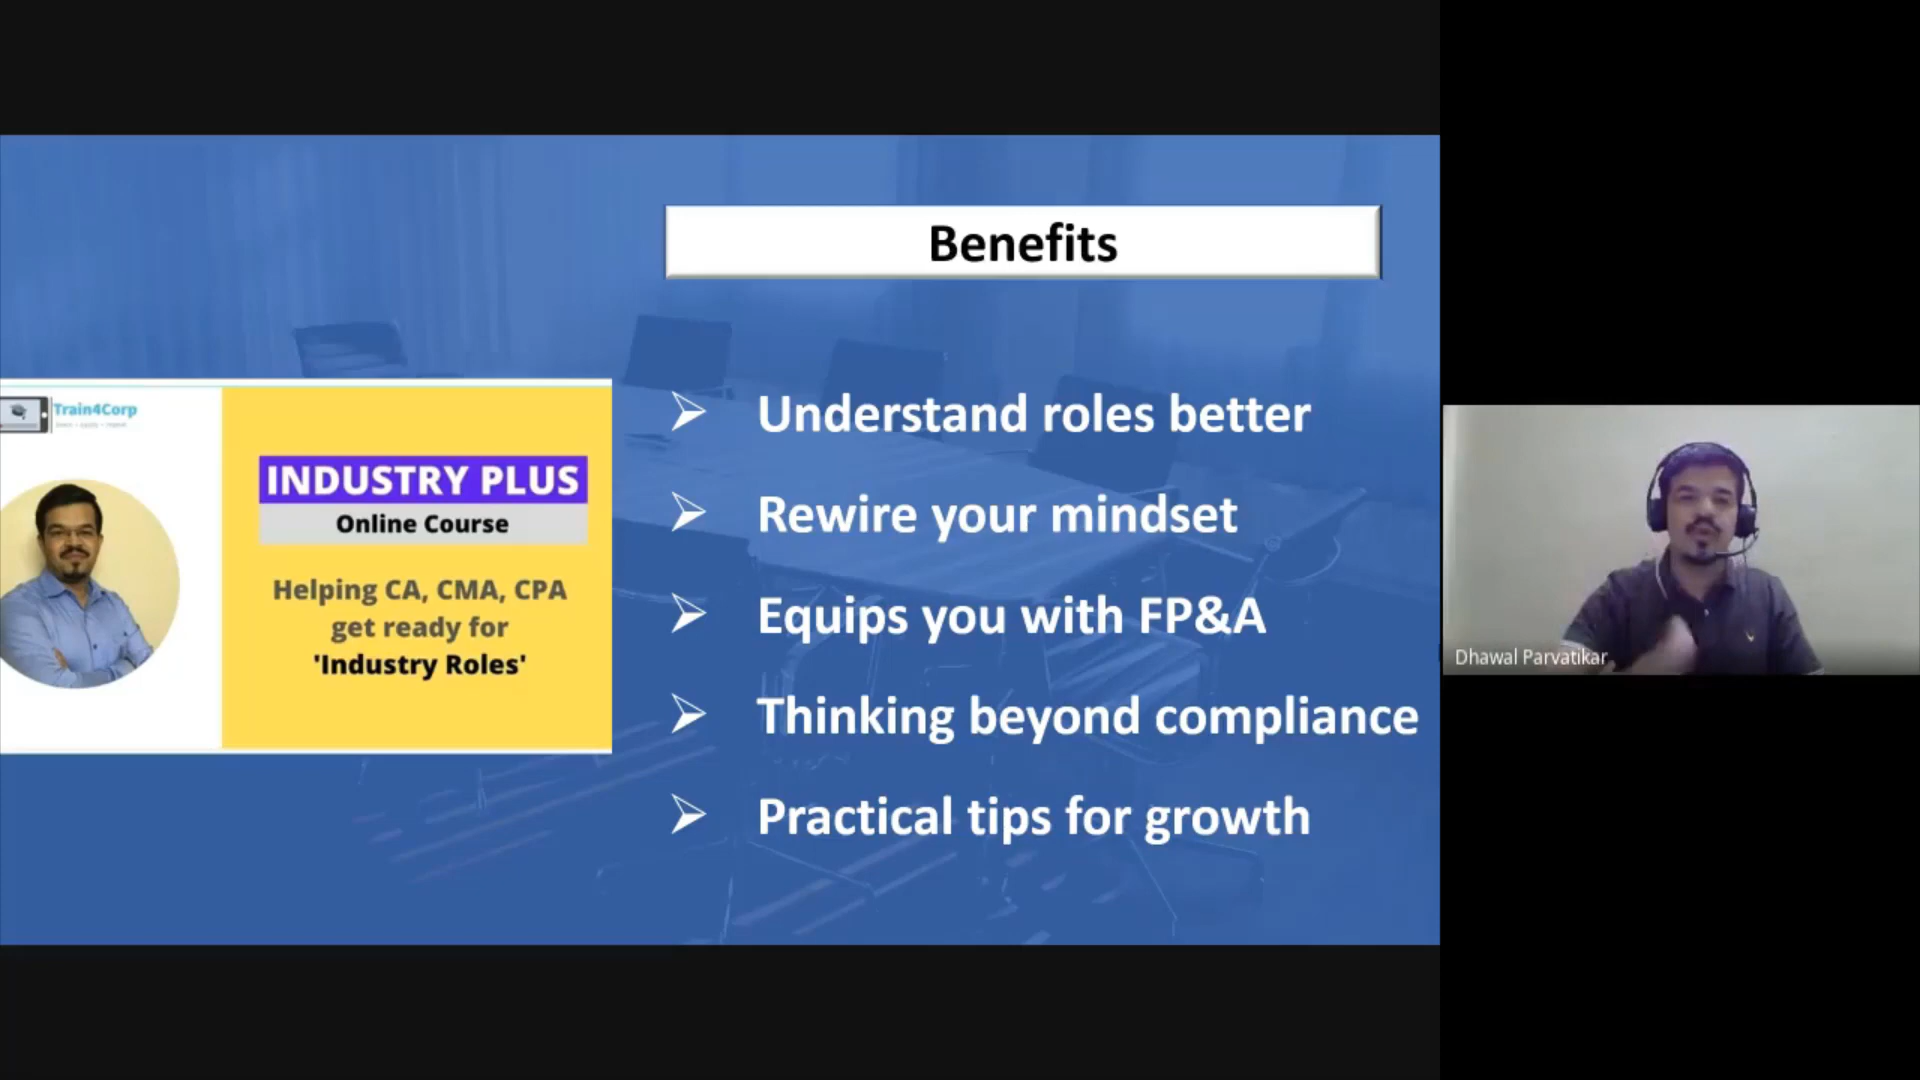 Benefits
Train4Corp
INDUSTRY PLUS
Online Course
Helping CA, CMA, CPA
get ready for
'Industry Roles'
Understand roles better
Rewire your mindset
Equips you with FP&A
Thinking beyond compliance
Practical tips for growth
Dhawal Parvatikar